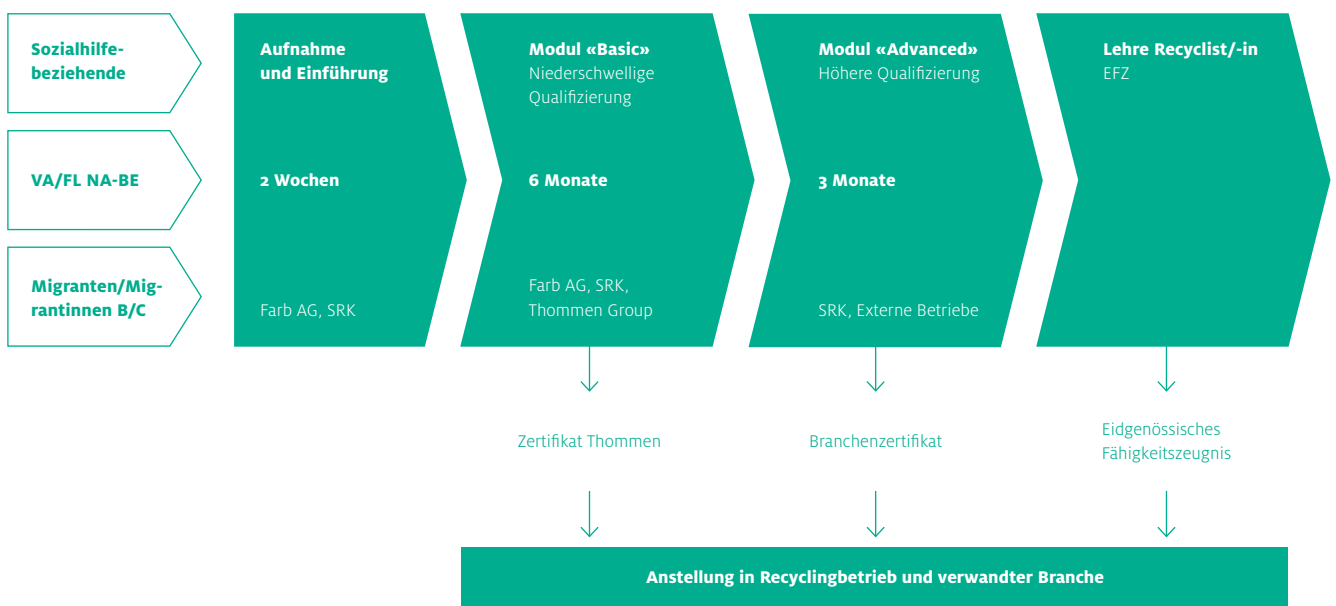 Sozialhilfe-
beziehende
VA/FL NA-BE
Migranten/Mig-
rantinnen B/C
Aufnahme
und Einführung
2 Wochen
Farb AG, SRK
Modul «Basic»
Niederschwellige
Qualifizierung
6 Monate
Farb AG, SRK,
Thommen Group
Modul «Advanced»
Höhere Qualifizierung
3 Monate
SRK, Externe Betriebe
Lehre Recyclist/-in
EFZ
Zertifikat Thommen
Branchenzertifikat
Eidgenössisches
Fähigkeitszeugnis
Anstellung in Recyclingbetrieb und verwandter Branche